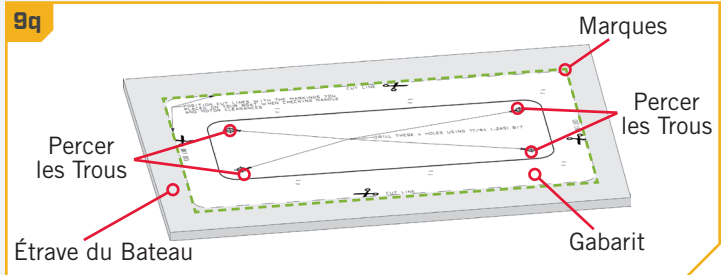 9q
Marques
CUT LINE
POSITION CUT LINES WITH THE MARKINGS YOU
PLACED ON YOUR BOAT WHEN CHECKING HANDLE
AND MOTOR CLEARANCES
Percer
les Trous
Percer
les Trous
DRILL THESE 4 HOLES USING 17/64 (.265) BIT
CUT LINE
Étrave du Bateau
Gabarit